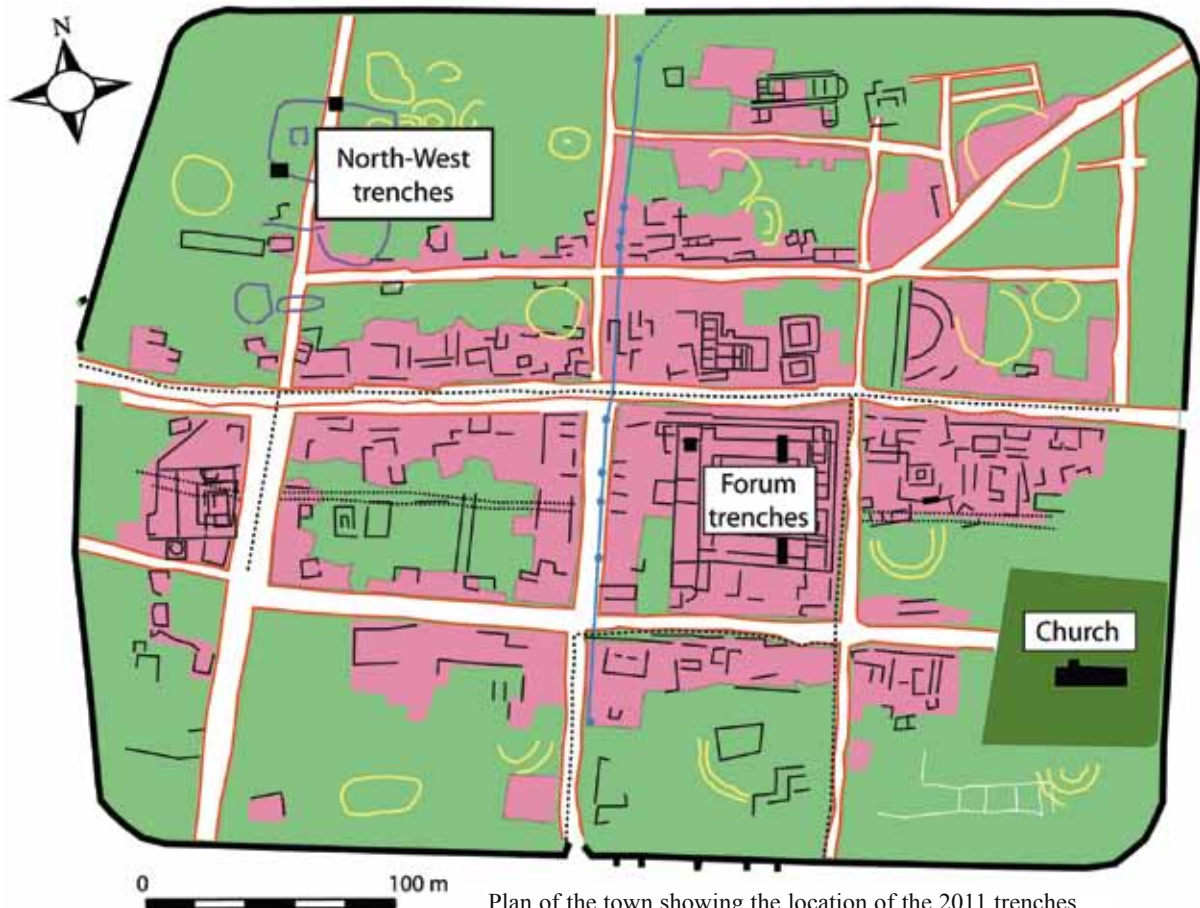 N
North-West
trenches
Forum
trenches
Church
0 100 m
Plan of the town showing the location of the 2011 trenches